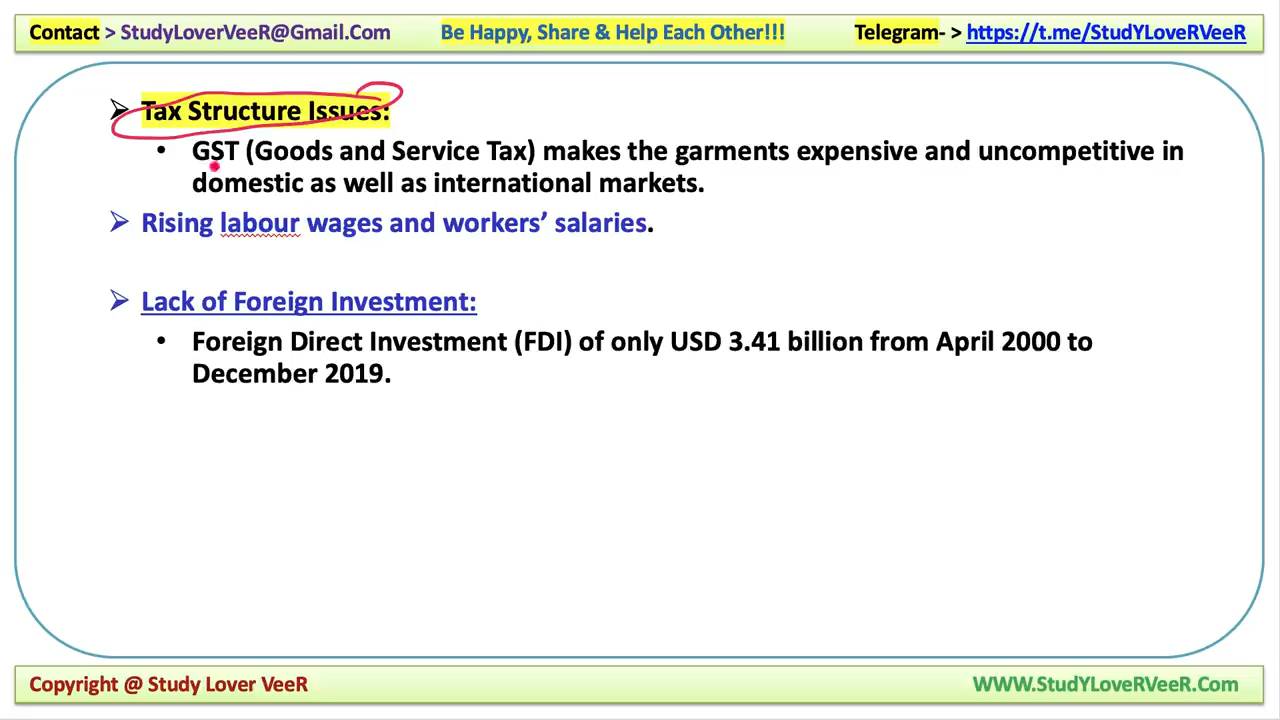 Contact > StudyLoverVeeR@Gmail.Com Be Happy, Share & Help Each Other!!! Telegram- > https://t.me/StudYLoveRVeeR
➢ Tax Structure Issues:
• GST (Goods and Service Tax) makes the garments expensive and uncompetitive in
domestic as well as international markets.
➢ Rising labour wages and workers’ salaries.
➢ Lack of Foreign Investment:
• Foreign Direct Investment (FDI) of only USD 3.41 billion from April 2000 to
December 2019.
Copyright @ Study Lover VeeR WWW.StudYLoveRVeeR.Com